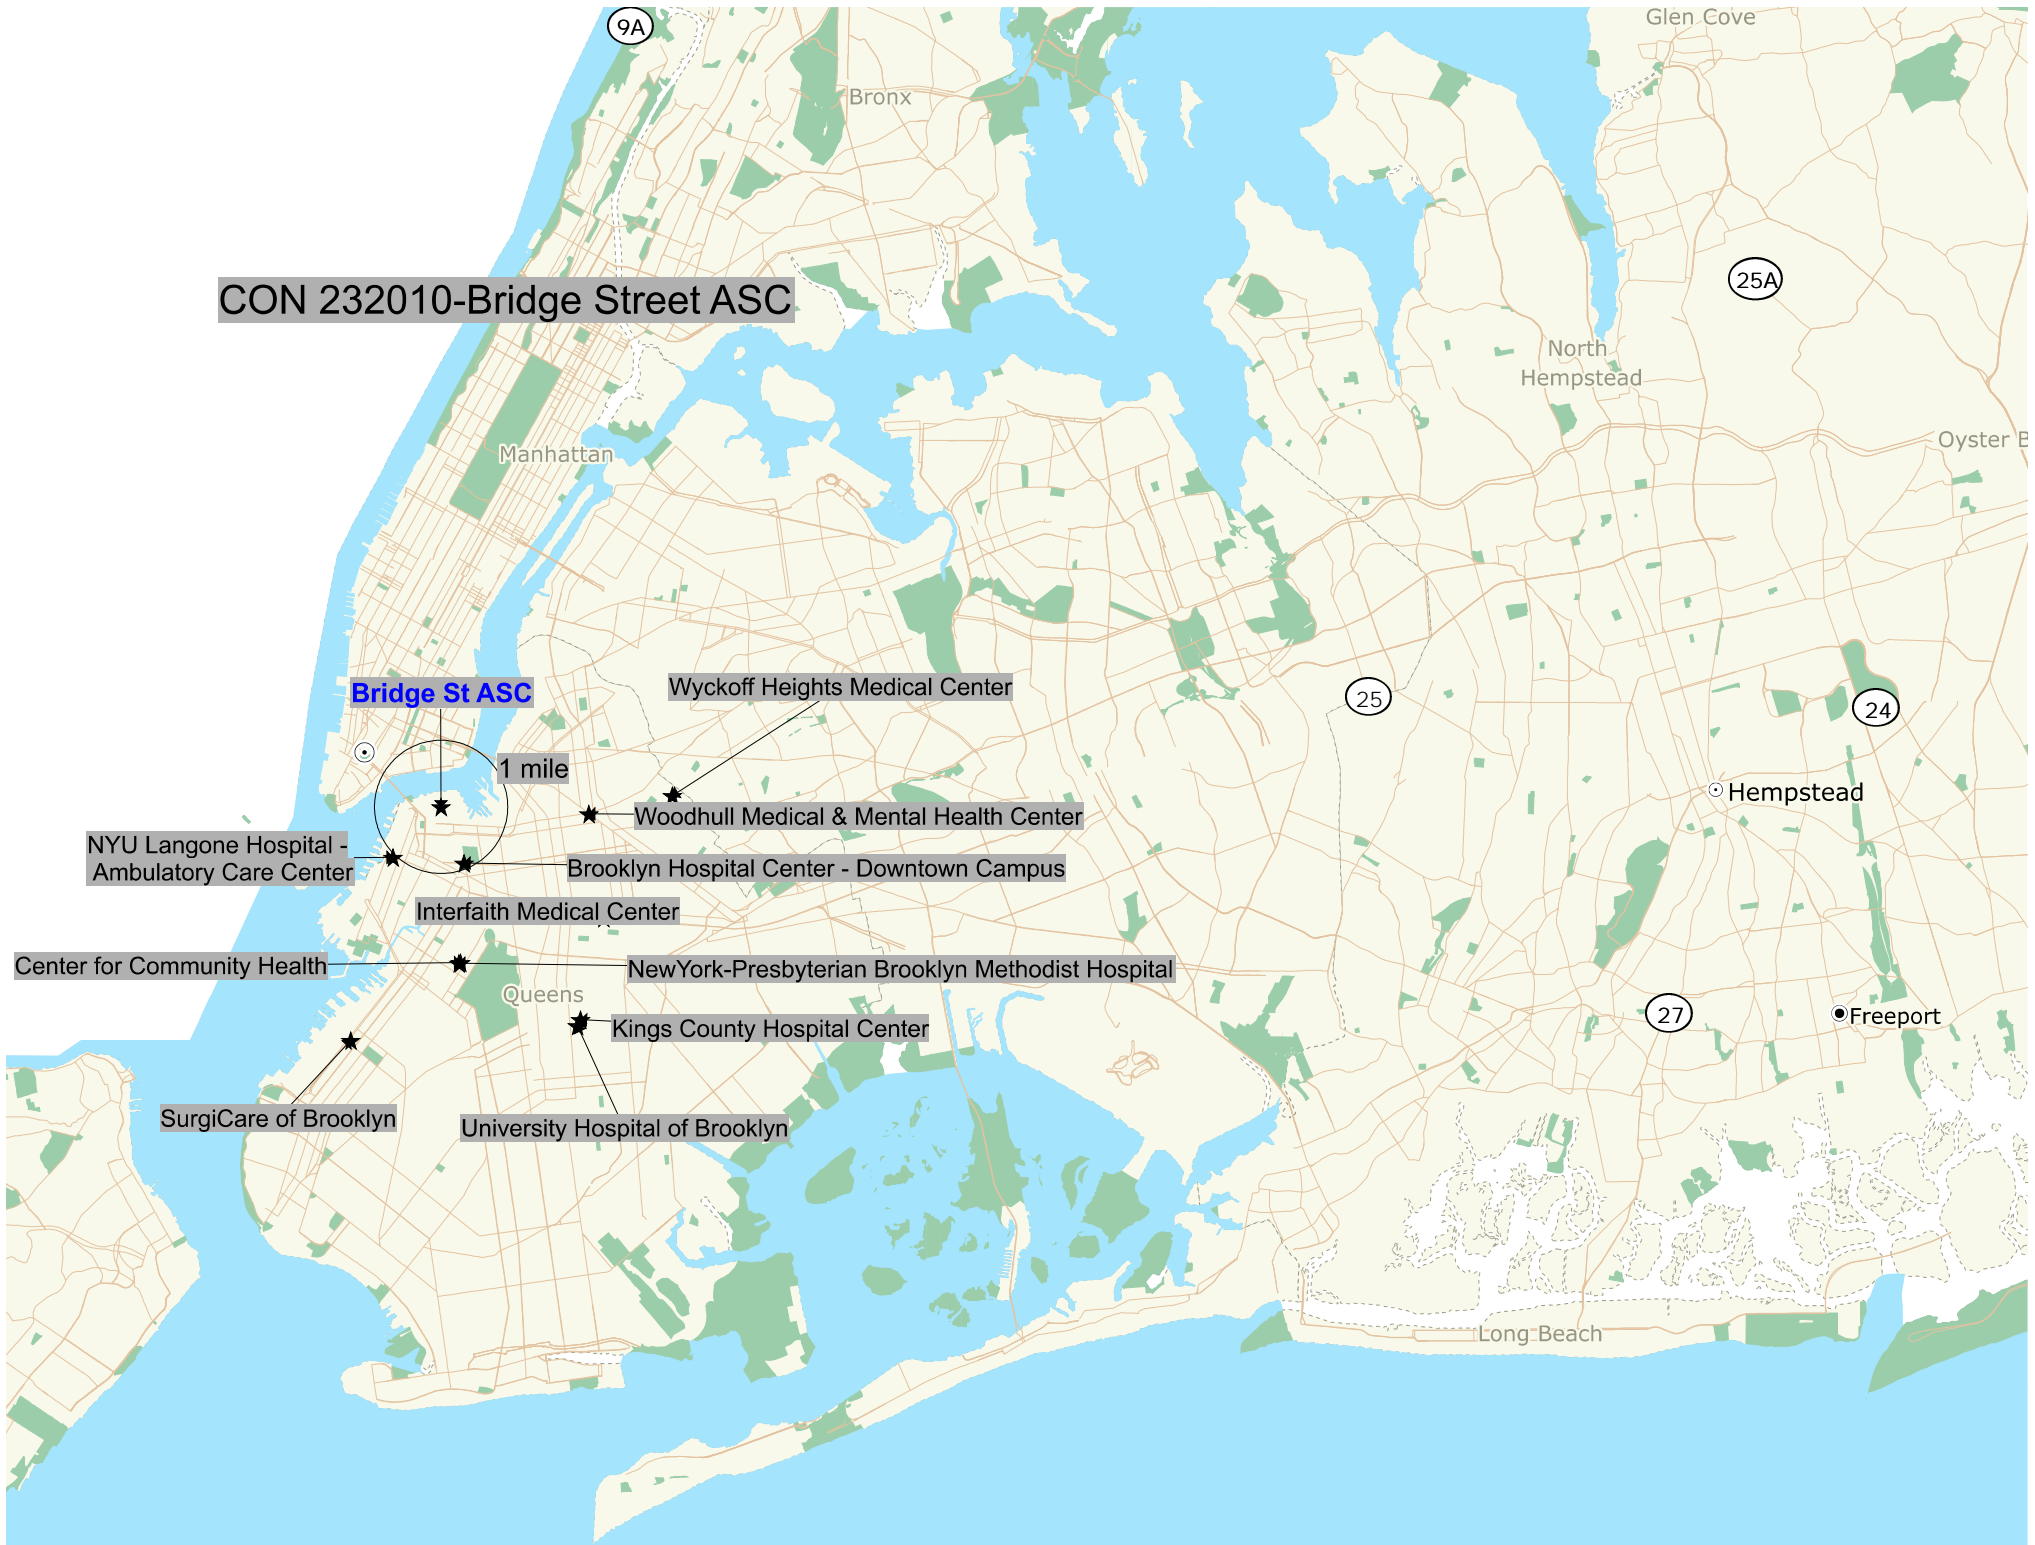 9A
Glen Cove
Bronx
CON 232010-Bridge Street ASC
25A
North
Hempstead
Manhattan
Oyster B
Bridge St ASC
Wyckoff Heights Medical Center
25
24
1 mile
Hempstead
Woodhull Medical & Mental Health Center
NYU Langone Hospital -
Ambulatory Care Center
Brooklyn Hospital Center - Downtown Campus
Interfaith Medical Center
Center for Community Health
NewYork-Presbyterian Brooklyn Methodist Hospital
Queens
Kings County Hospital Center
27
Freeport
SurgiCare of Brooklyn
University Hospital of Brooklyn
Long Beach